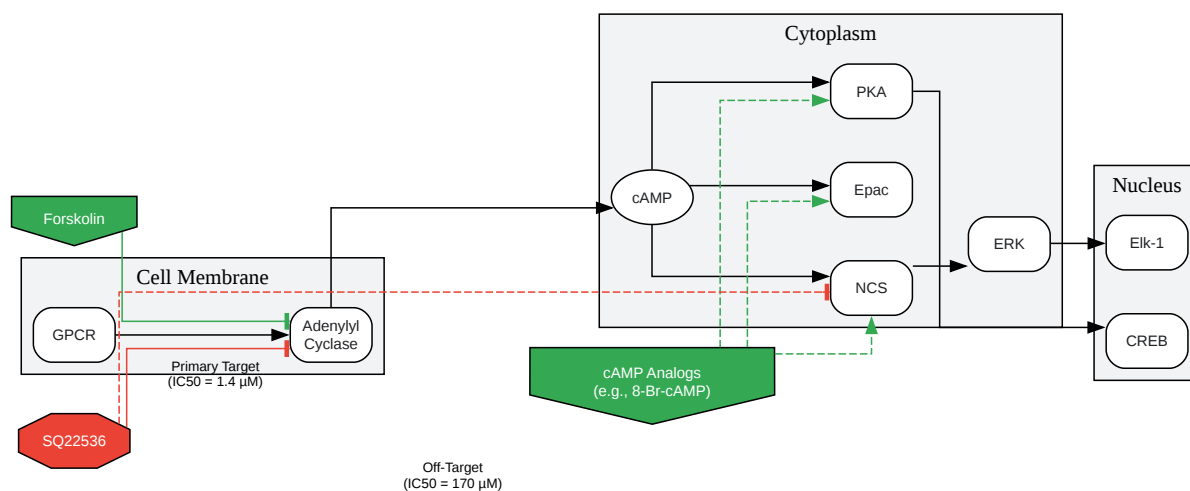 Cytoplasm
PKA
Nucleus
Epac
cAMP
Forskolin
Elk-1
ERK
Cell Membrane
NCS
GPCR
Adenylyl
Cyclase
CREB
Primary Target
(IC50 = 1.4 µM)
cAMP Analogs
(e.g., 8-Br-cAMP)
SQ22536
Off-Target
(IC50 = 170 µM)